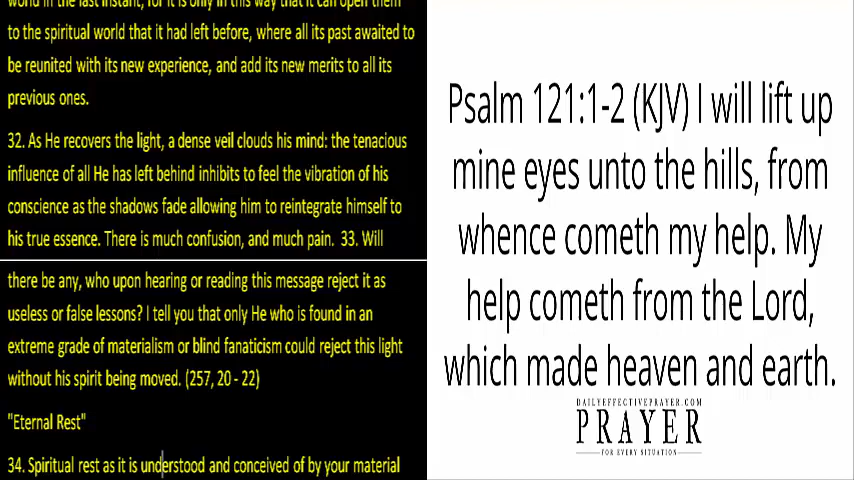 world in the last instant, for it is only in this way that it can open them
to the spiritual world that it had left before, where all its past awaited to
be reunited with its new experience, and add its new merits to all its
previous ones.
32. As He recovers the light, a dense veil clouds his mind: the tenacious
influence of all He has left behind inhibits to feel the vibration of his
conscience as the shadows fade allowing him to reintegrate himself to
his true essence. There is much confusion, and much pain. 33. Will
there be any, who upon hearing or reading this message reject it as
useless or false lessons? I tell you that only He who is found in an
extreme grade of materialism or blind fanaticism could reject this light
without his spirit being moved. (257, 20 - 22)
"Eternal Rest"
34. Spiritual rest as it is understood and conceived of by your material
Psalm 121:1-2 (KJV) I will lift up
mine eyes unto the hills, from
whence cometh my help. My
help cometh from the Lord,
which made heaven and earth.
DAILYEFFECTIVEPRAYER.COM
PRAYER
FOR EVERY SITUATION